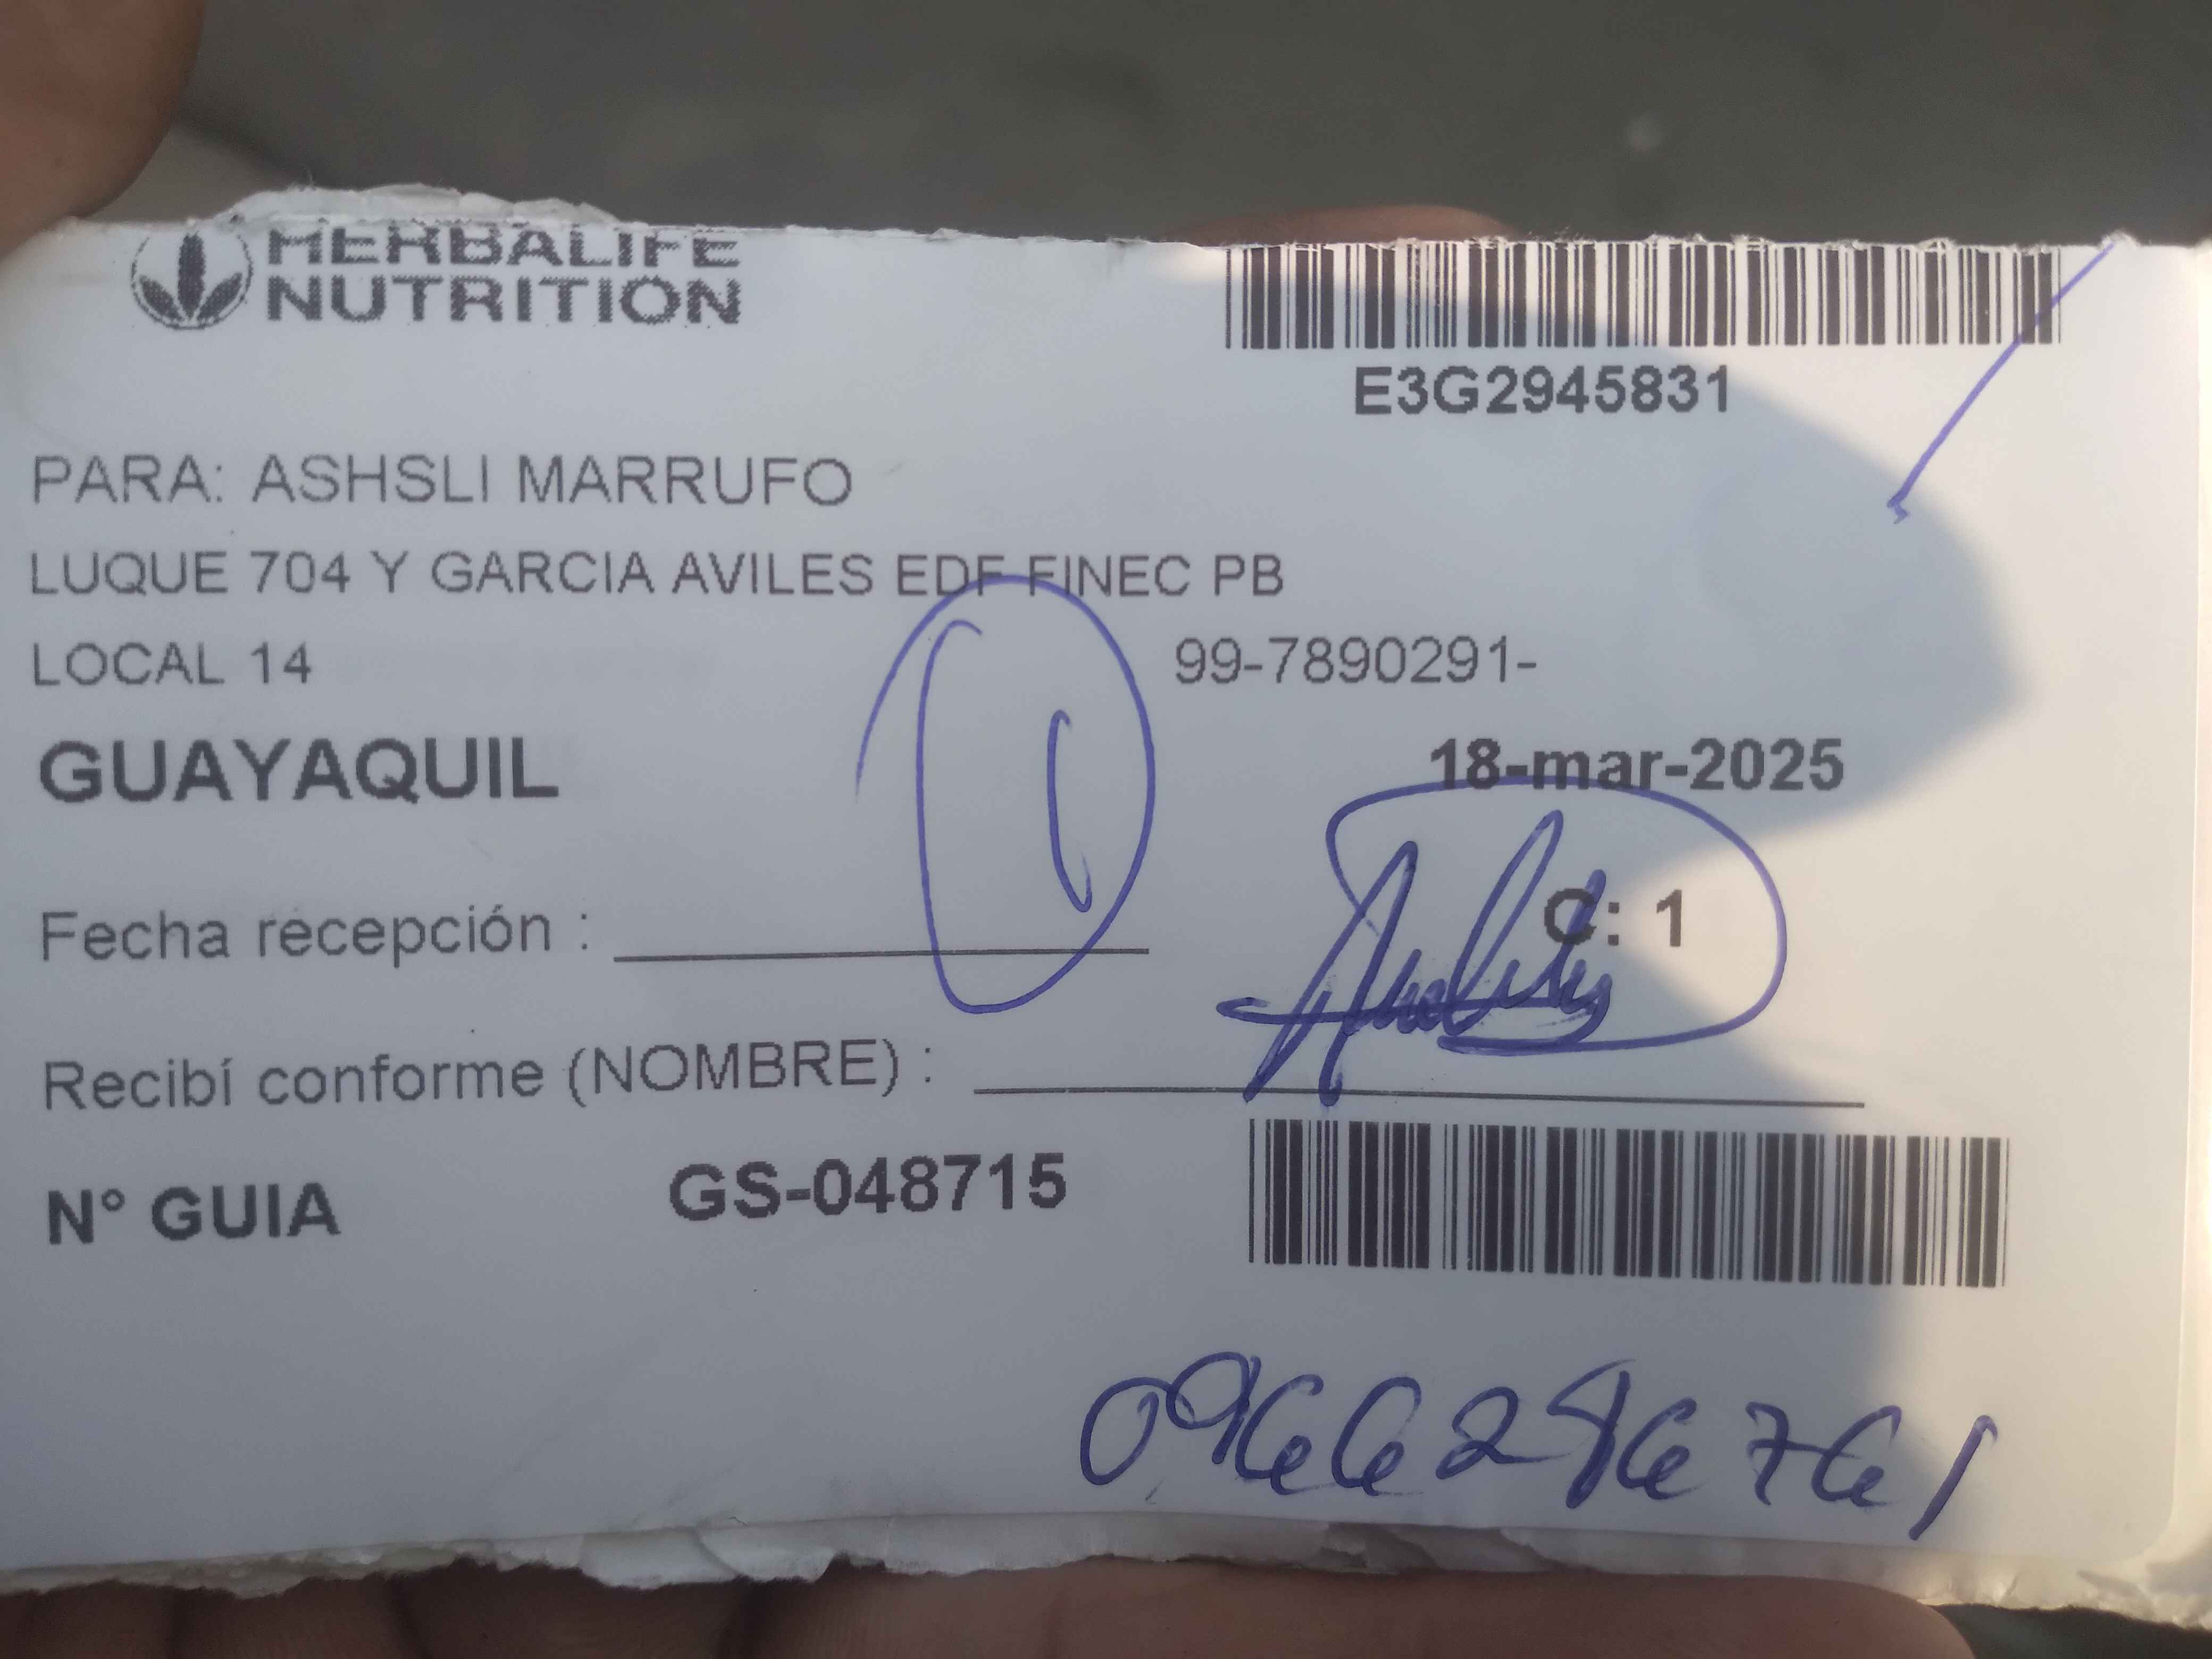 HERBALIFE
NUTRITION
E3G2945831
PARA: ASHSLI MARRUFO
LUQUE 704 Y GARCIA AVILES EDF FINEC PB
LOCAL 14
99-7890291-
GUAYAQUIL
18-mar-2025
Fecha recepción :
C: 1
Recibí conforme (NOMBRE) :
N° GUIA
GS-048715